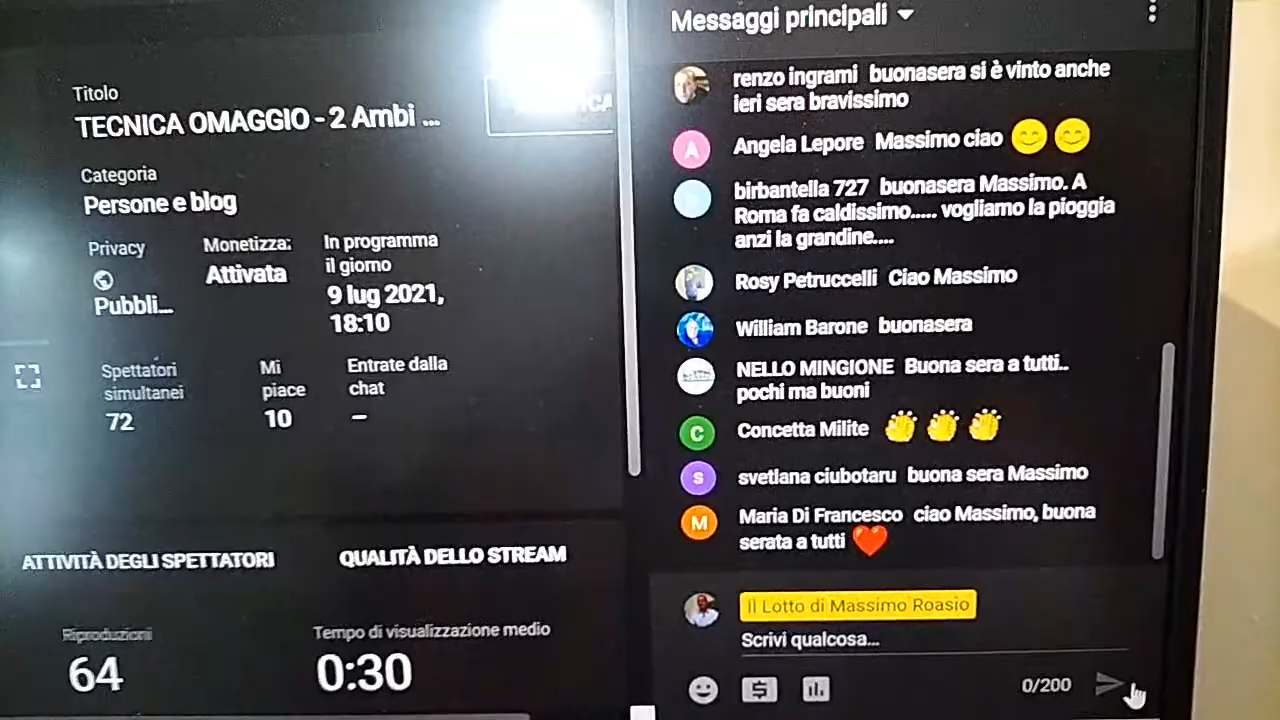 Titolo
TECNICA OMAGGIO - 2 Ambi ...
Categoria
Persone e blog
Privacy
Pubbli...
Monetizza:
Attivata
In programma
il giorno
9 lug 2021,
18:10
Spettatori
simultanei
72
Mi
piace
10
Entrate dalla
chat
–
ATTIVITÀ DEGLI SPETTATORI
QUALITÀ DELLO STREAM
Riproduzioni
64
Tempo di visualizzazione medio
0:30
Messaggi principali
renzo ingrami buonasera si è vinto anche
ieri sera bravissimo
A
Angela Lepore Massimo ciao 😊 😊
birbantella 727 buonasera Massimo. A
Roma fa caldissimo..... vogliamo la pioggia
anzi la grandine....
Rosy Petruccelli Ciao Massimo
William Barone buonasera
NELLO MINGIONE Buona sera a tutti..
pochi ma buoni
C
Concetta Milite 👏 👏 👏
s
svetlana ciubotaru buona sera Massimo
M
Maria Di Francesco ciao Massimo, buona
serata a tutti ❤️
Il Lotto di Massimo Roasio
Scrivi qualcosa...
0/200